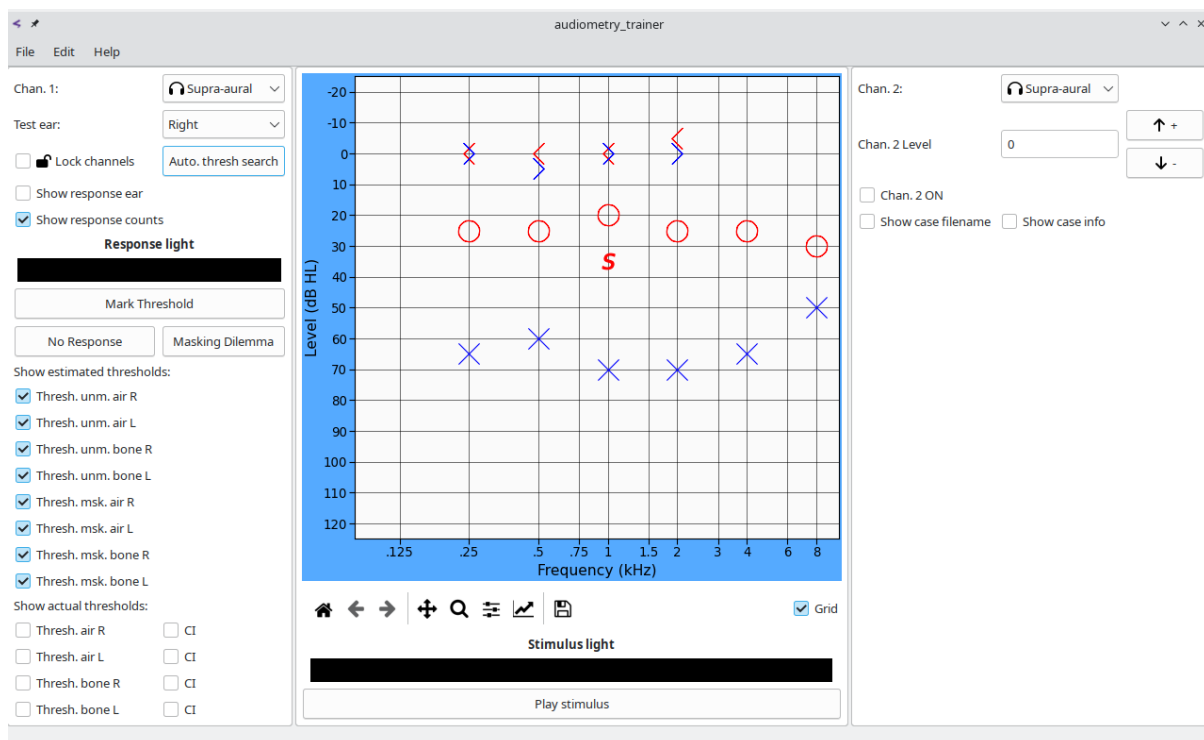 audiometry_trainer
File Edit Help
Chan. 1:
Supra-aural
Test ear:
Right
Lock channels
Auto. thresh search
Show response ear
Show response counts
Response light
Mark Threshold
No Response
Masking Dilemma
Show estimated thresholds:
Thresh. unm. air R
Thresh. unm. air L
Thresh. unm. bone R
Thresh. unm. bone L
Thresh. msk. air R
Thresh. msk. air L
Thresh. msk. bone R
Thresh. msk. bone L
Show actual thresholds:
Thresh. air R CI
Thresh. air L CI
Thresh. bone R CI
Thresh. bone L CI
Level (dB HL)
-20
-10
0
10
20
30
40
50
60
70
80
90
100
110
120
S
.125 .25 .5 .75 1 1.5 2 3 4 6 8
Frequency (kHz)
Grid
Stimulus light
Play stimulus
Chan. 2:
Supra-aural
Chan. 2 Level
0
+
-
Chan. 2 ON
Show case filename Show case info